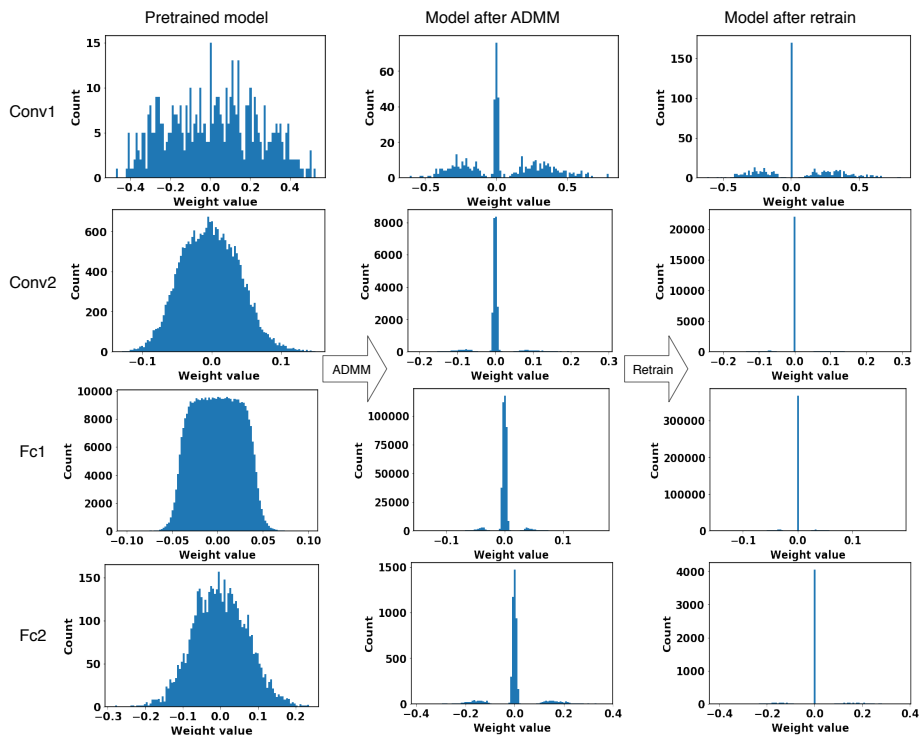 Pretrained model
Model after ADMM
Model after retrain
Conv1
Count
15
10
5
0
−0.4 −0.2 0.0 0.2 0.4
Weight value
Count
60
40
20
0
−0.5 0.0 0.5
Weight value
Count
150
100
50
0
−0.5 0.0 0.5
Weight value
Conv2
Count
600
400
200
0
−0.1 0.0 0.1
Weight value
Count
8000
6000
4000
2000
0
−0.2 −0.1 0.0 0.1 0.2 0.3
Weight value
Count
20000
15000
10000
5000
0
−0.2 −0.1 0.0 0.1 0.2 0.3
Weight value
ADMM
Retrain
Fc1
Count
10000
8000
6000
4000
2000
0
−0.10 −0.05 0.00 0.05 0.10
Weight value
Count
100000
75000
50000
25000
0
−0.1 0.0 0.1
Weight value
Count
300000
200000
100000
0
−0.1 0.0 0.1
Weight value
Fc2
Count
150
100
50
0
−0.3 −0.2 −0.1 0.0 0.1 0.2
Weight value
Count
1500
1000
500
0
−0.4 −0.2 0.0 0.2 0.4
Weight value
Count
4000
3000
2000
1000
0
−0.4 −0.2 0.0 0.2 0.4
Weight value